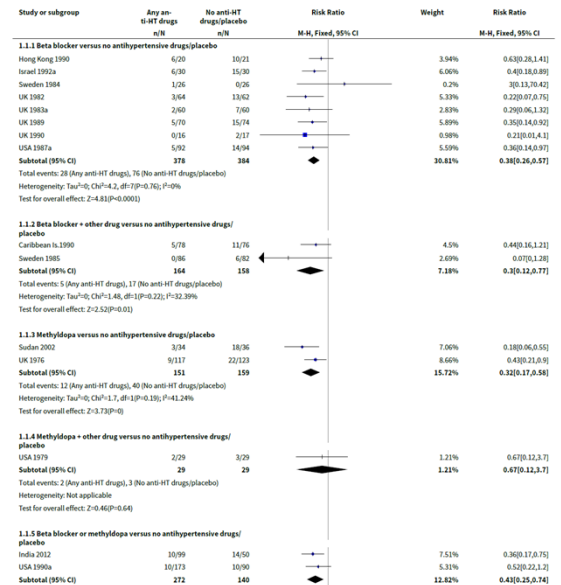 Study or subgroup Any an- No anti-HT Risk Ratio Weight Risk Ratio
ti-HT drugs drugs/placebo
n/N n/N M-H, Fixed, 95% CI M-H, Fixed, 95% CI
1.1.1 Beta blocker versus no antihypertensive drugs/placebo
Hong Kong 1990 6/20 10/21 3.94% 0.63[0.28,1.41]
Israel 1992a 6/30 15/30 6.06% 0.4[0.18,0.89]
Sweden 1984 1/26 0/26 0.2% 3[0.13,70.42]
UK 1982 3/64 13/62 5.33% 0.22[0.07,0.75]
UK 1983a 2/60 7/60 2.83% 0.29[0.06,1.32]
UK 1989 5/70 15/74 5.89% 0.35[0.14,0.92]
UK 1990 0/16 2/17 0.98% 0.21[0.01,4.1]
USA 1987a 5/92 14/94 5.59% 0.36[0.14,0.97]
Subtotal (95% CI) 378 384 30.81% 0.38[0.26,0.57]
Total events: 28 (Any anti-HT drugs), 76 (No anti-HT drugs/placebo)
Heterogeneity: Tau²=0; Chi²=4.2, df=7(P=0.76); I²=0%
Test for overall effect: Z=4.81(P<0.0001)
1.1.2 Beta blocker + other drug versus no antihypertensive drugs/
placebo
Caribbean Is.1990 5/78 11/76 4.5% 0.44[0.16,1.21]
Sweden 1985 0/86 6/82 2.69% 0.07[0,1.28]
Subtotal (95% CI) 164 158 7.18% 0.3[0.12,0.77]
Total events: 5 (Any anti-HT drugs), 17 (No anti-HT drugs/placebo)
Heterogeneity: Tau²=0; Chi²=1.48, df=1(P=0.22); I²=32.39%
Test for overall effect: Z=2.52(P=0.01)
1.1.3 Methyldopa versus no antihypertensive drugs/placebo
Sudan 2002 3/34 18/36 7.06% 0.18[0.06,0.55]
UK 1976 9/117 22/123 8.66% 0.43[0.21,0.9]
Subtotal (95% CI) 151 159 15.72% 0.32[0.17,0.58]
Total events: 12 (Any anti-HT drugs), 40 (No anti-HT drugs/placebo)
Heterogeneity: Tau²=0; Chi²=1.7, df=1(P=0.19); I²=41.24%
Test for overall effect: Z=3.73(P=0)
1.1.4 Methyldopa + other drug versus no antihypertensive drugs/
placebo
USA 1979 2/29 3/29 1.21% 0.67[0.12,3.7]
Subtotal (95% CI) 29 29 1.21% 0.67[0.12,3.7]
Total events: 2 (Any anti-HT drugs), 3 (No anti-HT drugs/placebo)
Heterogeneity: Not applicable
Test for overall effect: Z=0.46(P=0.64)
1.1.5 Beta blocker or methyldopa versus no antihypertensive drugs/
placebo
India 2012 10/99 14/50 7.51% 0.36[0.17,0.75]
USA 1990a 10/173 10/90 5.31% 0.52[0.22,1.2]
Subtotal (95% CI) 272 140 12.82% 0.43[0.25,0.74]